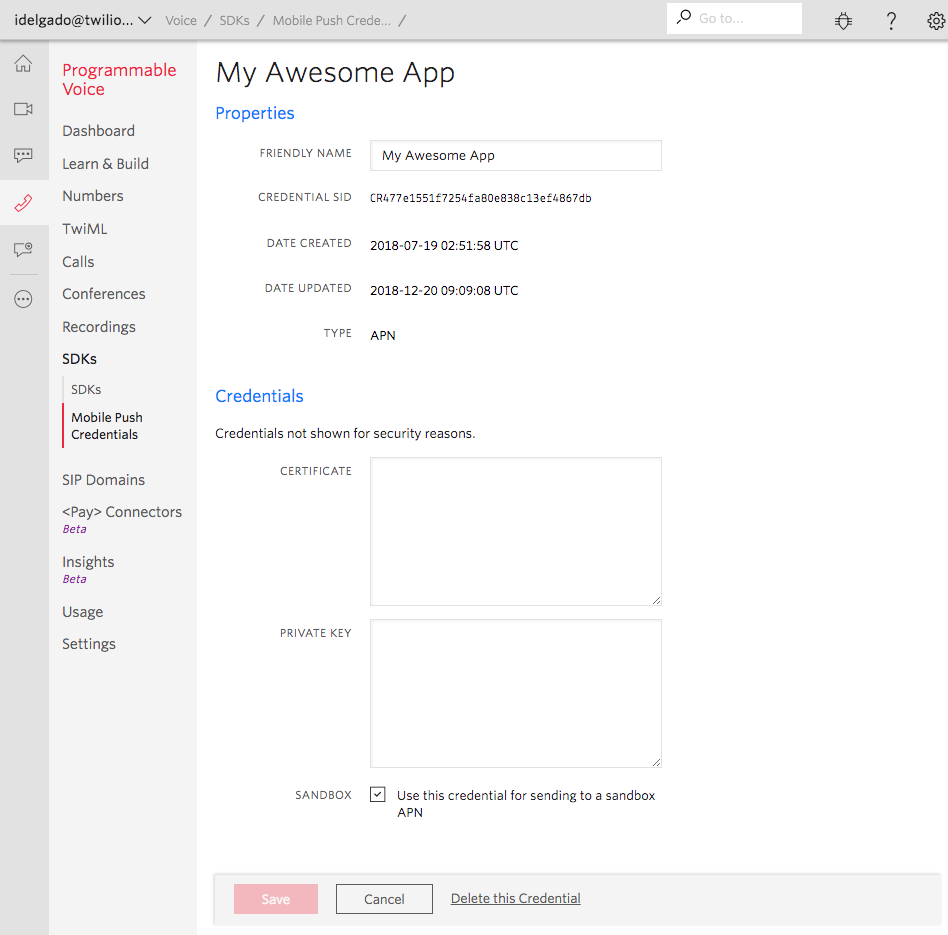 idelgado@twilio... Voice / SDKs / Mobile Push Crede... / Go to... ?
Programmable
Voice
Dashboard
Learn & Build
Numbers
TwiML
Calls
Conferences
Recordings
SDKs
SDKs
Mobile Push
Credentials
SIP Domains
<Pay> Connectors
Beta
Insights
Beta
Usage
Settings
My Awesome App
Properties
FRIENDLY NAME My Awesome App
CREDENTIAL SID CR477e1551f7254fa80e838c13ef4867db
DATE CREATED 2018-07-19 02:51:58 UTC
DATE UPDATED 2018-12-20 09:09:08 UTC
TYPE APN
Credentials
Credentials not shown for security reasons.
CERTIFICATE
PRIVATE KEY
SANDBOX Use this credential for sending to a sandbox
APN
Save Cancel Delete this Credential